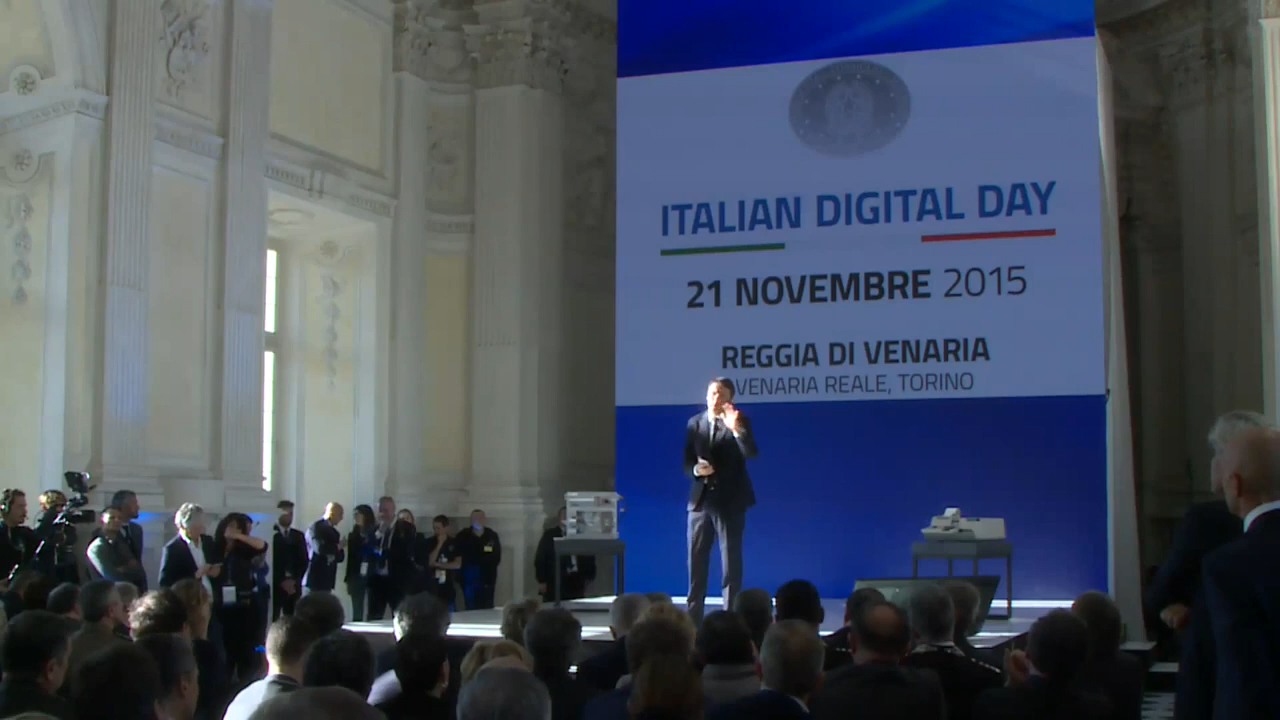 ITALIAN DIGITAL DAY
21 NOVEMBRE 2015
REGGIA DI VENARIA
VENARIA REALE, TORINO